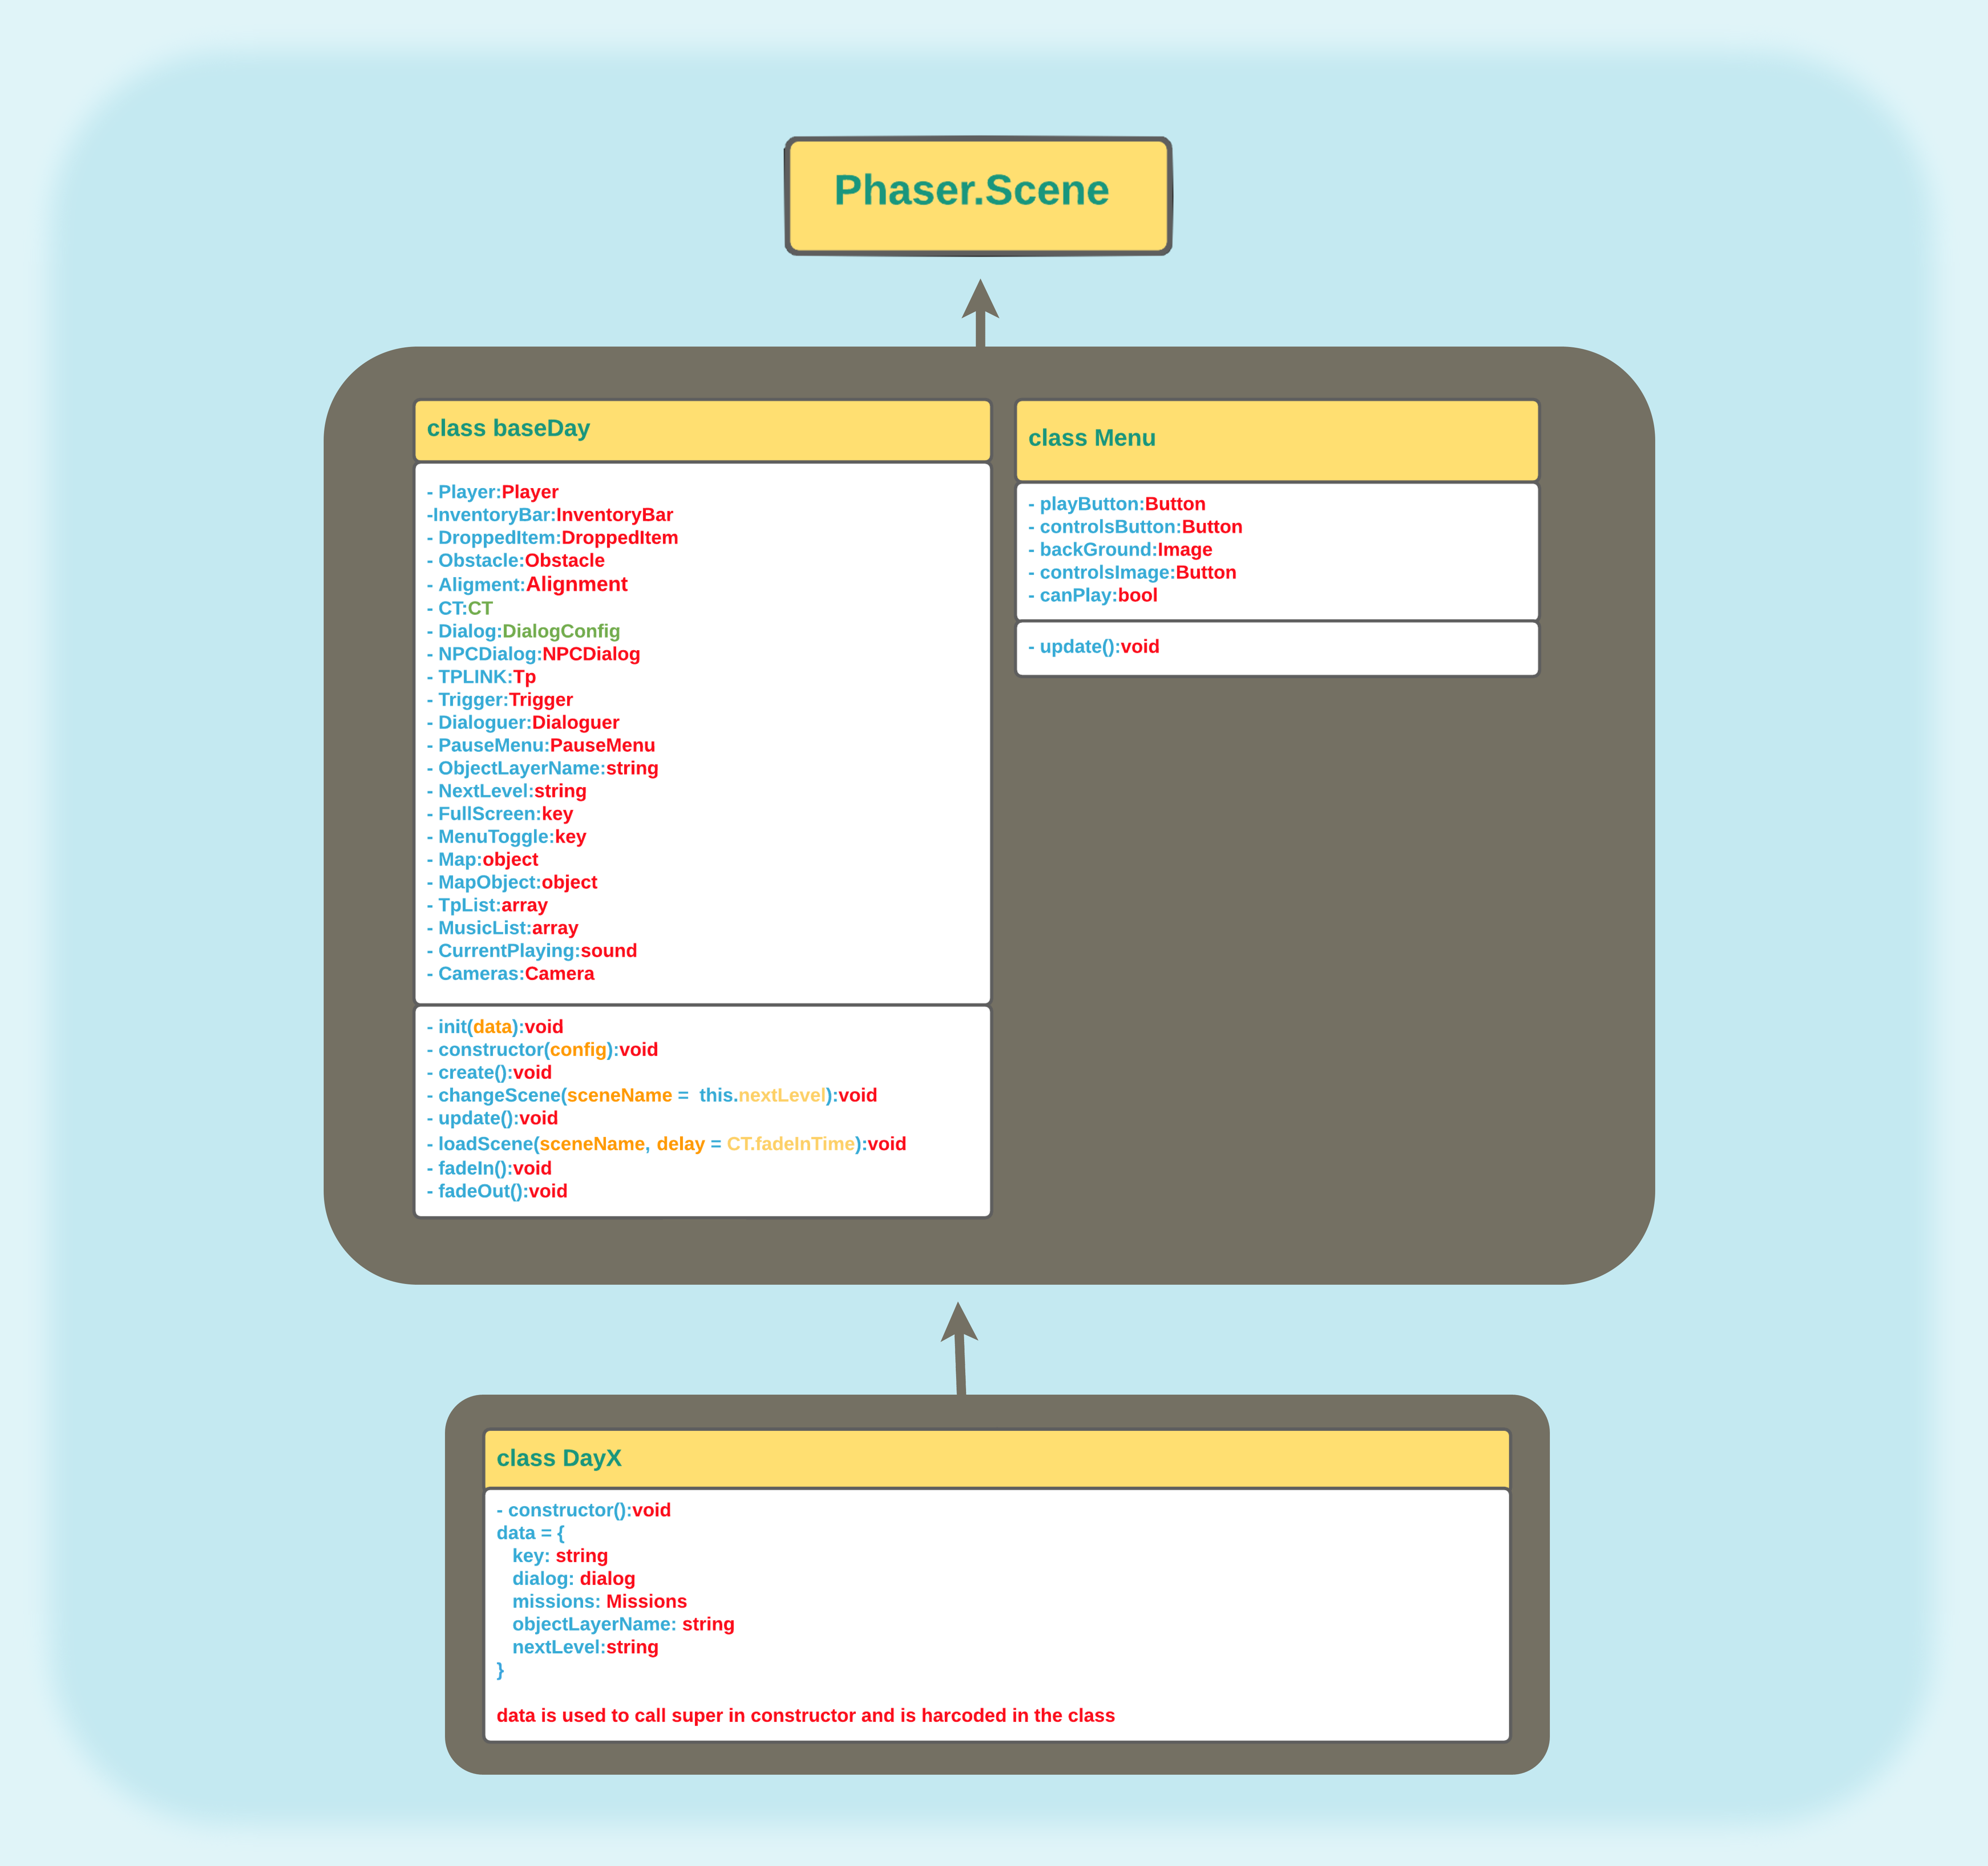 Phaser.Scene
class baseDay
- Player:Player
-InventoryBar:InventoryBar
- DroppedItem:DroppedItem
- Obstacle:Obstacle
- Aligment:Alignment
- CT:CT
- Dialog:DialogConfig
- NPCDialog:NPCDialog
- TPLINK:Tp
- Trigger:Trigger
- Dialoguer:Dialoguer
- PauseMenu:PauseMenu
- ObjectLayerName:string
- NextLevel:string
- FullScreen:key
- MenuToggle:key
- Map:object
- MapObject:object
- TpList:array
- MusicList:array
- CurrentPlaying:sound
- Cameras:Camera
- init(data):void
- constructor(config):void
- create():void
- changeScene(sceneName =  this.nextLevel):void
- update():void
- loadScene(sceneName, delay = CT.fadeInTime):void
- fadeIn():void
- fadeOut():void
class Menu
- playButton:Button
- controlsButton:Button
- backGround:Image
- controlsImage:Button
- canPlay:bool
- update():void
class DayX
- constructor():void
data = {
key: string
dialog: dialog
missions: Missions
objectLayerName: string
nextLevel:string
}
data is used to call super in constructor and is harcoded in the class